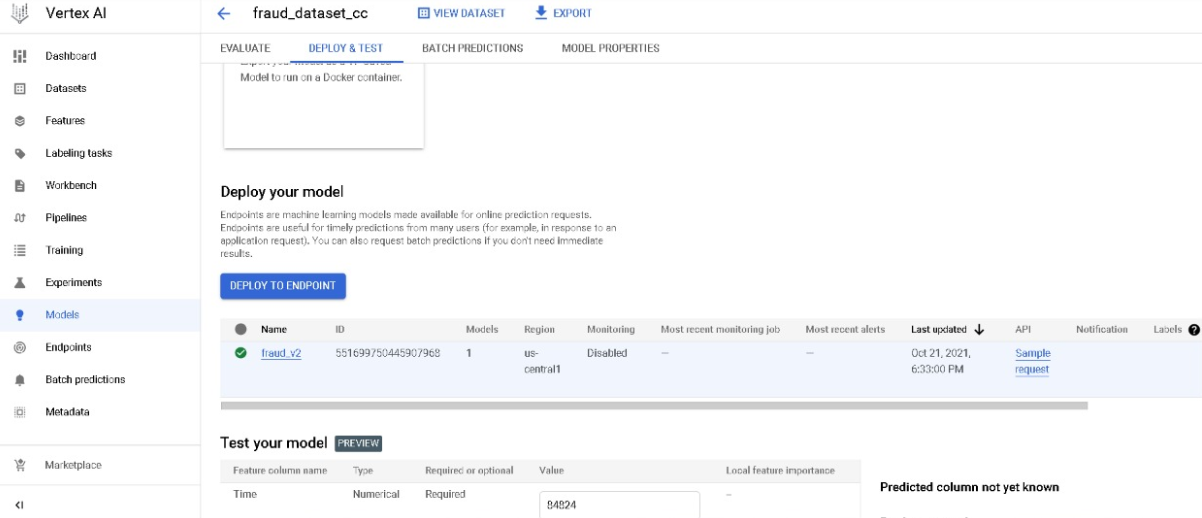 Vertex AI
fraud_dataset_cc
VIEW DATASET
EXPORT
EVALUATE
DEPLOY & TEST
BATCH PREDICTIONS
MODEL PROPERTIES
Dashboard
Datasets
Features
Labeling tasks
Workbench
Pipelines
Training
Experiments
Models
Endpoints
Batch predictions
Metadata
Marketplace
Model to run on a Docker container.
Deploy your model
Endpoints are machine learning models made available for online prediction requests.
Endpoints are useful for timely predictions from many users (for example, in response to an
application request). You can also request batch predictions if you don't need immediate
results.
DEPLOY TO ENDPOINT
Name ID Models Region Monitoring Most recent monitoring job Most recent alerts Last updated API Notification Labels
fraud_v2 551699750445907968 1 us- Disabled – – Oct 21, 2021, Sample
central1 6:33:00 PM request
Test your model PREVIEW
Feature column name Type Required or optional Value Local feature importance
Time Numerical Required 84824 –
Predicted column not yet known